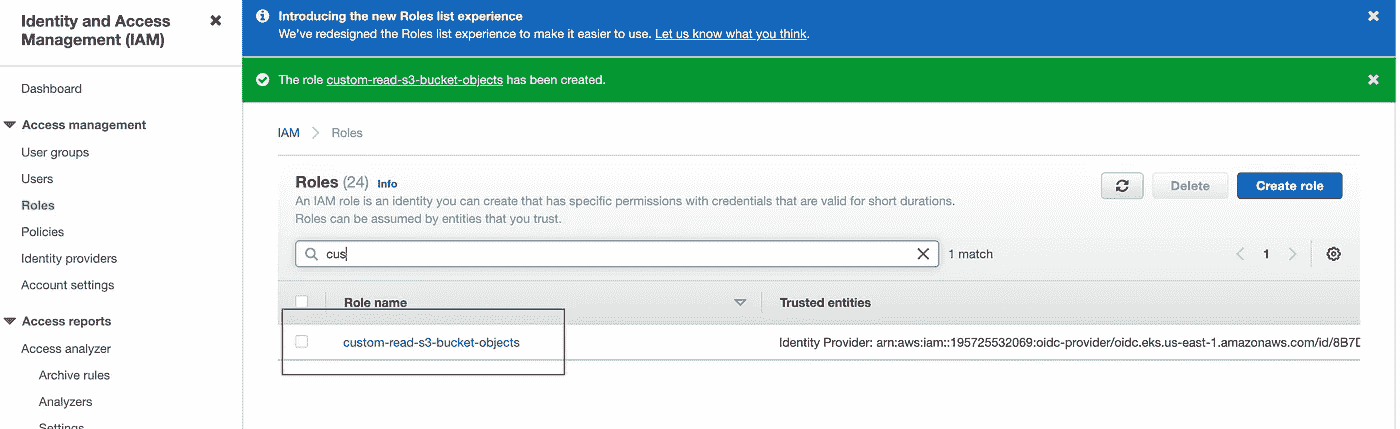 Identity and Access
Management (IAM)
Dashboard
Access management
User groups
Users
Roles
Policies
Identity providers
Account settings
Access reports
Access analyzer
Archive rules
Analyzers
Settings
Introducing the new Roles list experience
We've redesigned the Roles list experience to make it easier to use. Let us know what you think.
The role custom-read-s3-bucket-objects has been created.
IAM Roles
Roles (24) Info
Delete Create role
An IAM role is an identity you can create that has specific permissions with credentials that are valid for short durations.
Roles can be assumed by entities that you trust.
cus 1 match 1
Role name Trusted entities
custom-read-s3-bucket-objects Identity Provider: arn:aws:iam::195725532069:oidc-provider/oidc.eks.us-east-1.amazonaws.com/id/8B7D